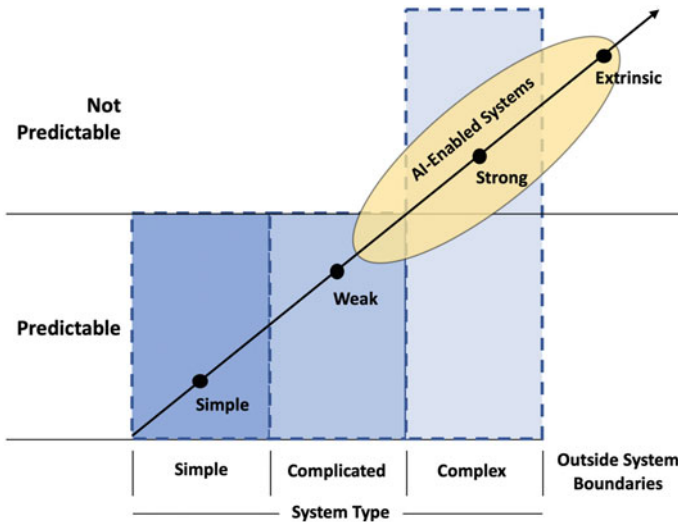 Not
Predictable
Extrinsic
AI-Enabled Systems
Strong
Predictable
Weak
Simple
Simple
Complicated
Complex
Outside System
Boundaries
System Type